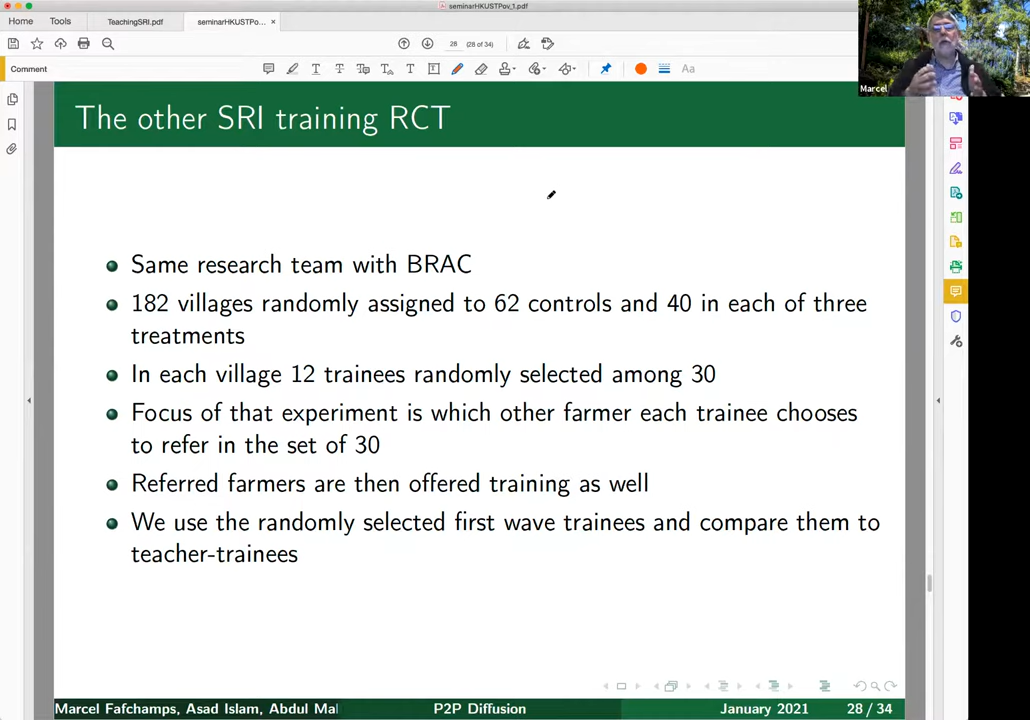 seminarHKUSTPov_1.pdf
Home Tools TeachingSRI.pdf seminarHKUSTPo... ×
28 (28 of 34)
Comment
Aa
Marcel
The other SRI training RCT
Same research team with BRAC
182 villages randomly assigned to 62 controls and 40 in each of three
treatments
In each village 12 trainees randomly selected among 30
Focus of that experiment is which other farmer each trainee chooses
to refer in the set of 30
Referred farmers are then offered training as well
We use the randomly selected first wave trainees and compare them to
teacher-trainees
Marcel Fafchamps, Asad Islam, Abdul Mal P2P Diffusion January 2021 28 / 34